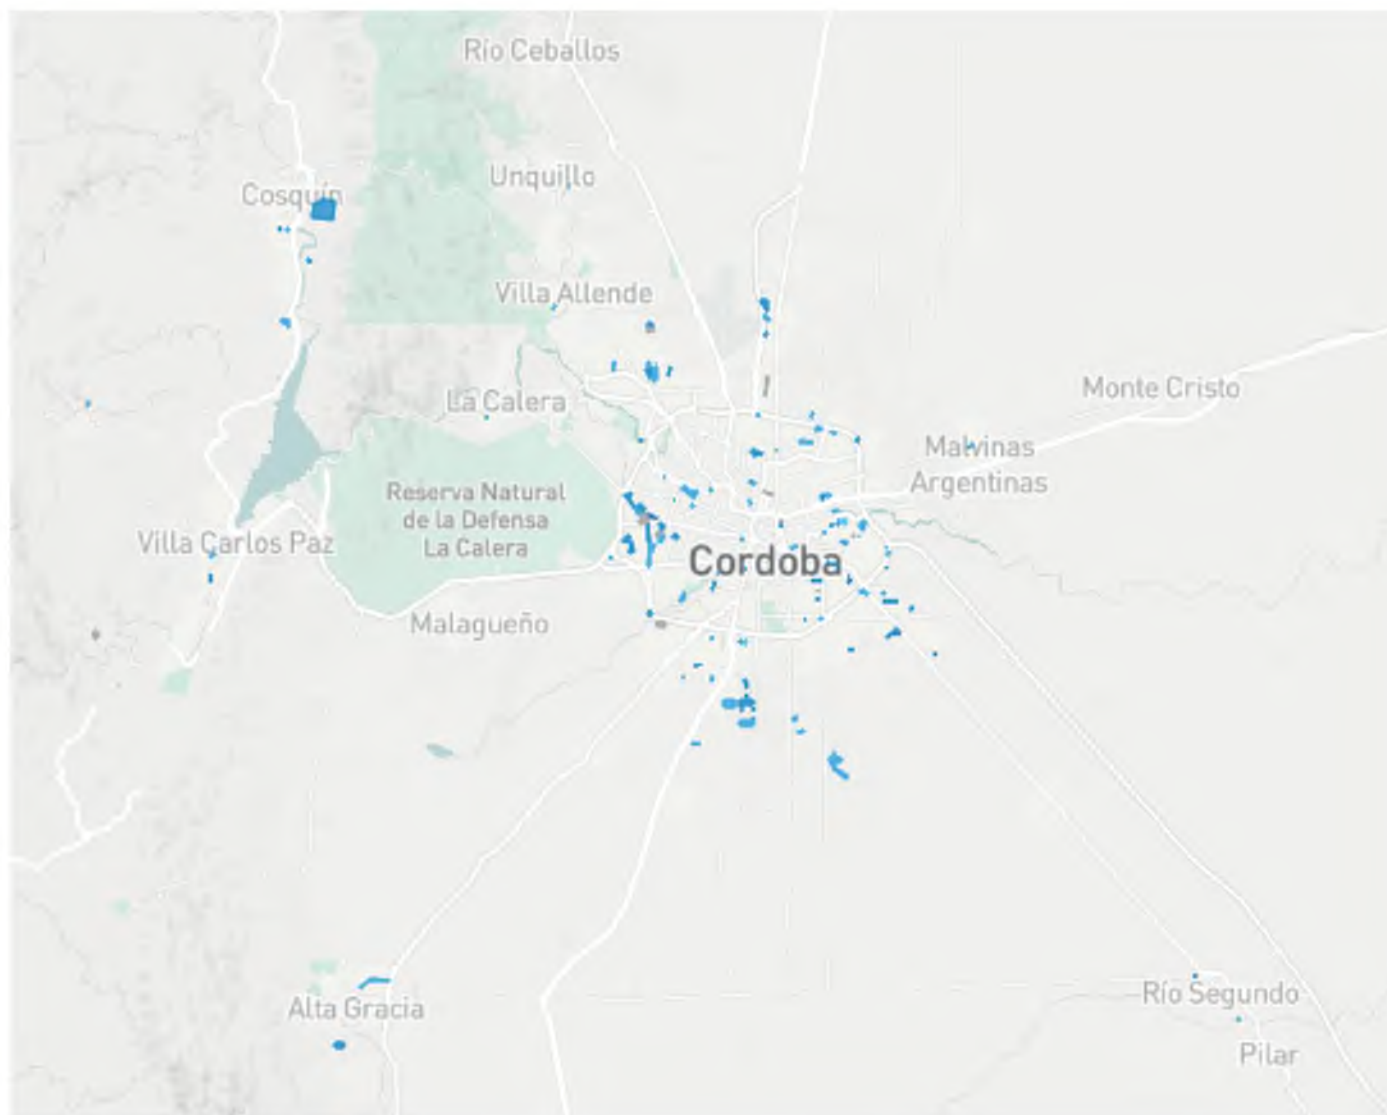 Río Ceballos
Unquillo
Cosquín
Villa Allende
La Calera
Monte Cristo
Malvinas
Argentinas
Reserva Natural
de la Defensa
La Calera
Villa Carlos Paz
Cordoba
Malagueño
Alta Gracia
Río Segundo
Pilar